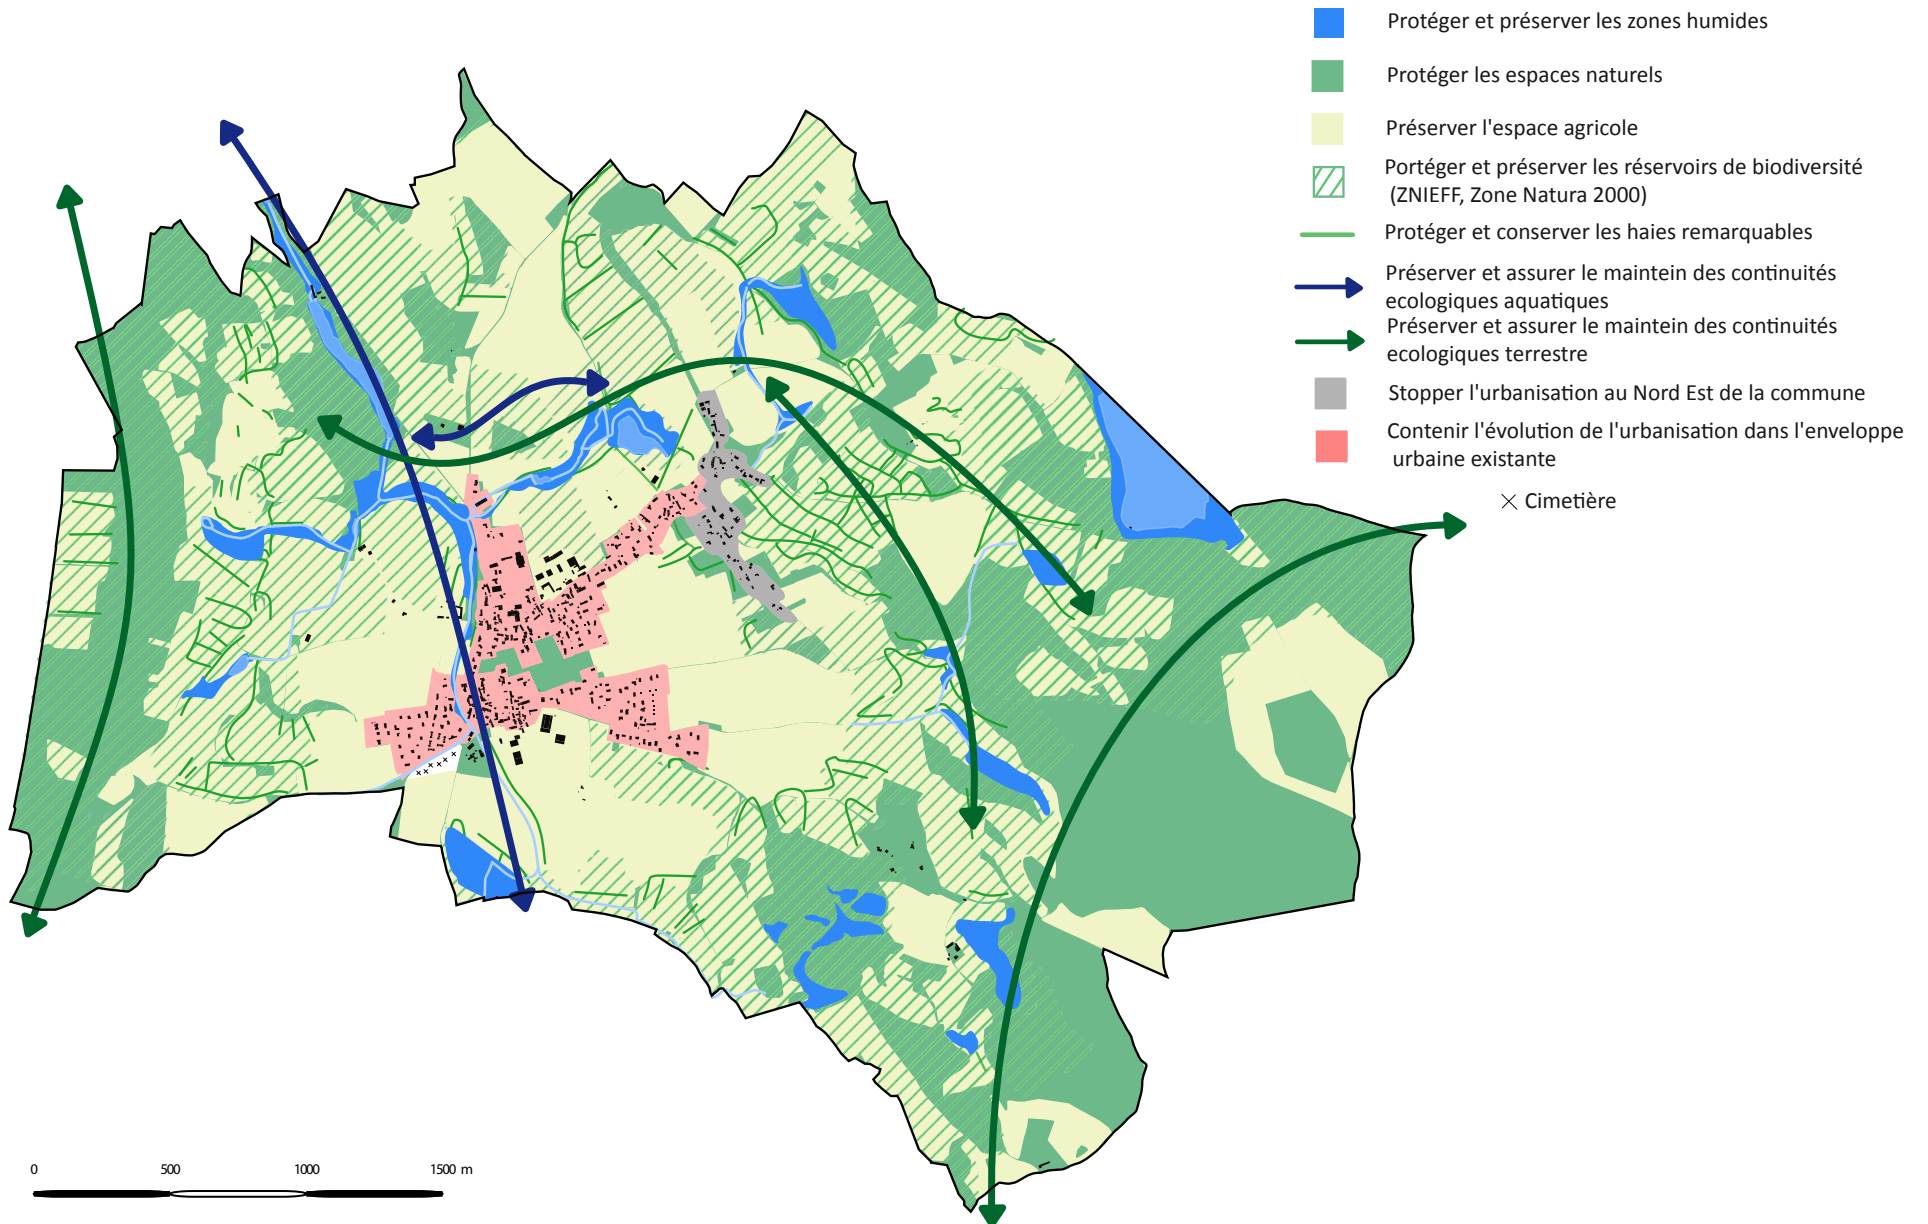 Protéger et préserver les zones humides
Protéger les espaces naturels
Préserver l'espace agricole
Portéger et préserver les réservoirs de biodiversité
(ZNIEFF, Zone Natura 2000)
Protéger et conserver les haies remarquables
Préserver et assurer le maintein des continuités
ecologiques aquatiques
Préserver et assurer le maintein des continuités
ecologiques terrestre
Stopper l'urbanisation au Nord Est de la commune
Contenir l'évolution de l'urbanisation dans l'enveloppe
urbaine existante
Cimetière
0 500 1000 1500 m